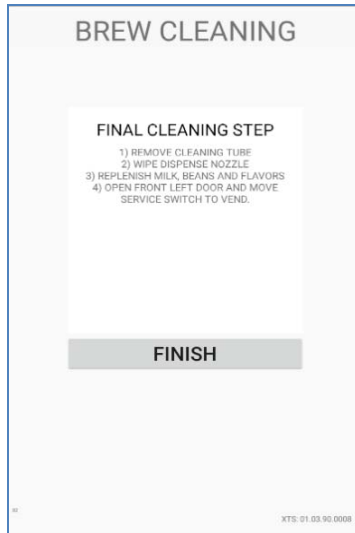 BREW CLEANING
FINAL CLEANING STEP
1) REMOVE CLEANING TUBE
2) WIPE DISPENSE NOZZLE
3) REPLENISH MILK, BEANS AND FLAVORS
4) OPEN FRONT LEFT DOOR AND MOVE
SERVICE SWITCH TO VEND.
FINISH
XTS: 01.03.90.0008